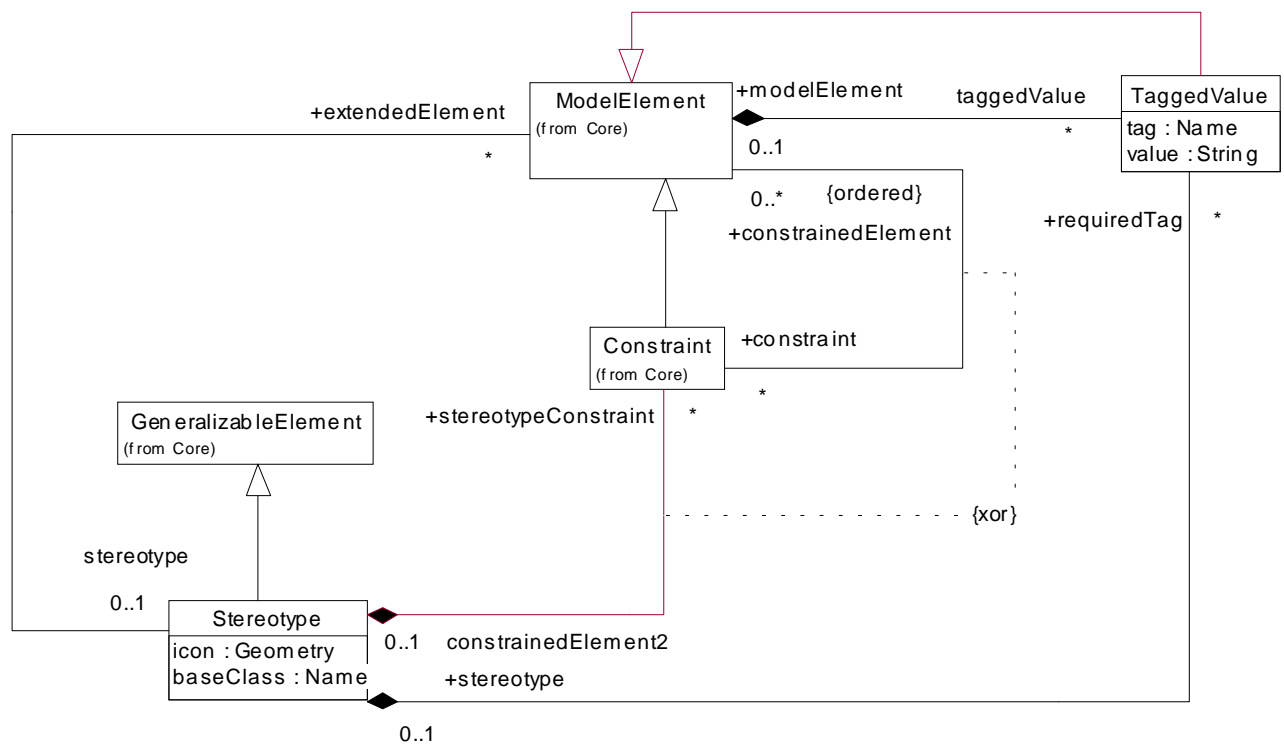 ModelElement
(from Core)
+modelElement
taggedValue
TaggedValue
tag : Name
value : String
+extendedElement
*
0..1
*
0..*
{ordered}
+requiredTag
*
+constrainedElement
Constraint
(from Core)
+constraint
*
+stereotypeConstraint
*
GeneralizableElement
(from Core)
{xor}
stereotype
0..1
Stereotype
icon : Geometry
baseClass : Name
0..1
constrainedElement2
+stereotype
0..1